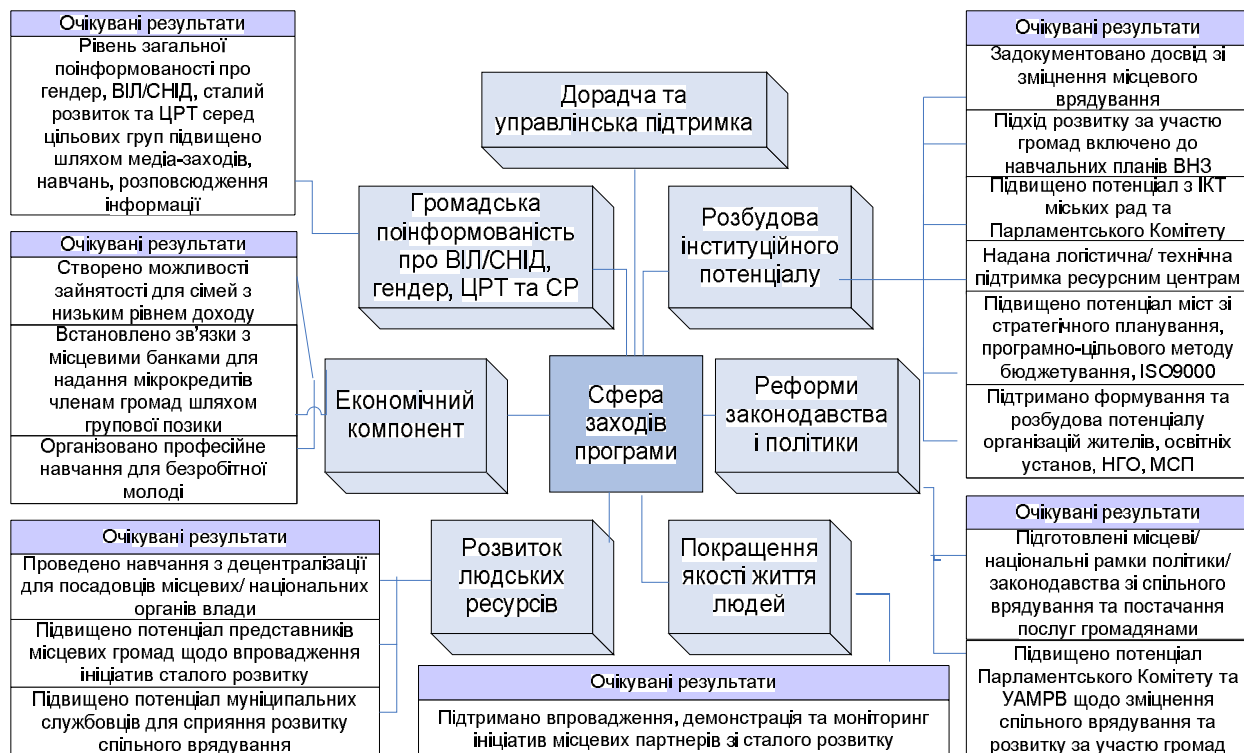 Очікувані результати
Рівень загальної
поінформованості про
гендер, ВІЛ/СНІД, сталий
розвиток та ЦРТ серед
цільових груп підвищено
шляхом медіа-заходів,
навчань, розповсюдження
інформації
Очікувані результати
Створено можливості
зайнятості для сімей з
низьким рівнем доходу
Встановлено зв’язки з
місцевими банками для
надання мікрокредитів
членам громад шляхом
групової позики
Організовано професійне
навчання для безробітної
молоді
Очікувані результати
Проведено навчання з децентралізації
для посадовців місцевих/ національних
органів влади
Підвищено потенціал представників
місцевих громад щодо впровадження
ініціатив сталого розвитку
Підвищено потенціал муніципальних
службовців для сприяння розвитку
спільного врядування
Дорадча та
управлінська підтримка
Громадська
поінформованість
про ВІЛ/СНІД,
гендер, ЦРТ та СР
Розбудова
інституційного
потенціалу
Економічний
компонент
Сфера
заходів
програми
Реформи
законодавства
і політики
Розвиток
людських
ресурсів
Покращення
якості життя
людей
Очікувані результати
Підтримано впровадження, демонстрація та моніторинг
ініціатив місцевих партнерів зі сталого розвитку
Очікувані результати
Задокументовано досвід зі
зміцнення місцевого
врядування
Підхід розвитку за участю
громад включено до
навчальних планів ВНЗ
Підвищено потенціал з ІКТ
міських рад та
Парламентського Комітету
Надана логістична/ технічна
підтримка ресурсним центрам
Підвищено потенціал міст зі
стратегічного планування,
програмно-цільового методу
бюджетування, ISO9000
Підтримано формування та
розбудова потенціалу
організацій жителів, освітніх
установ, НГО, МСП
Очікувані результати
Підготовлені місцеві/
національні рамки політики/
законодавства зі спільного
врядування та постачання
послуг громадянами
Підвищено потенціал
Парламентського Комітету та
УАМРВ щодо зміцнення
спільного врядування та
розвитку за участю громад